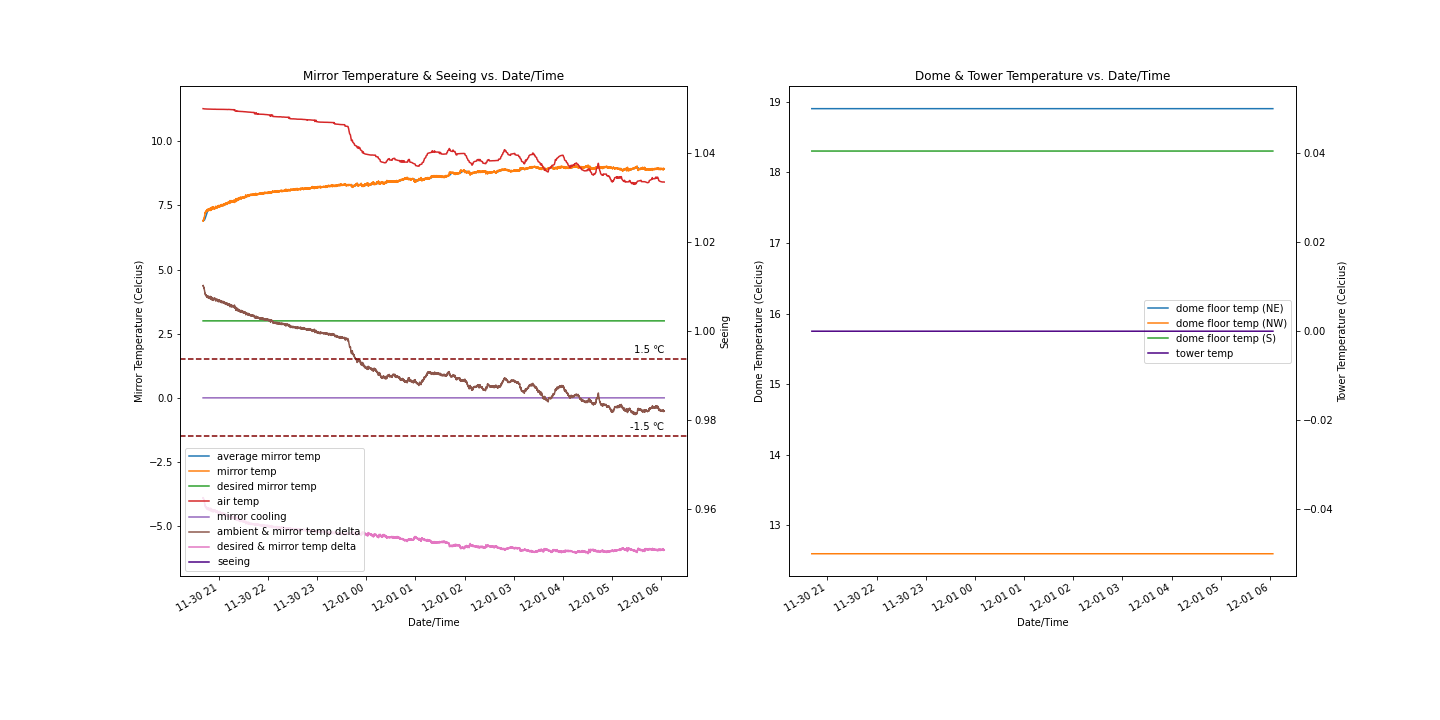 Mirror Temperature & Seeing vs. Date/Time
10.0
7.5
5.0
2.5
0.0
−2.5
−5.0
Mirror Temperature (Celcius)
1.5 °C
-1.5 °C
average mirror temp
mirror temp
desired mirror temp
air temp
mirror cooling
ambient & mirror temp delta
desired & mirror temp delta
seeing
1.04
1.02
1.00
0.98
0.96
Seeing
11-30 21
11-30 22
11-30 23
12-01 00
12-01 01
12-01 02
12-01 03
12-01 04
12-01 05
12-01 06
Date/Time
Dome & Tower Temperature vs. Date/Time
19
18
17
16
15
14
13
Dome Temperature (Celcius)
dome floor temp (NE)
dome floor temp (NW)
dome floor temp (S)
tower temp
0.04
0.02
0.00
−0.02
−0.04
Tower Temperature (Celcius)
11-30 21
11-30 22
11-30 23
12-01 00
12-01 01
12-01 02
12-01 03
12-01 04
12-01 05
12-01 06
Date/Time